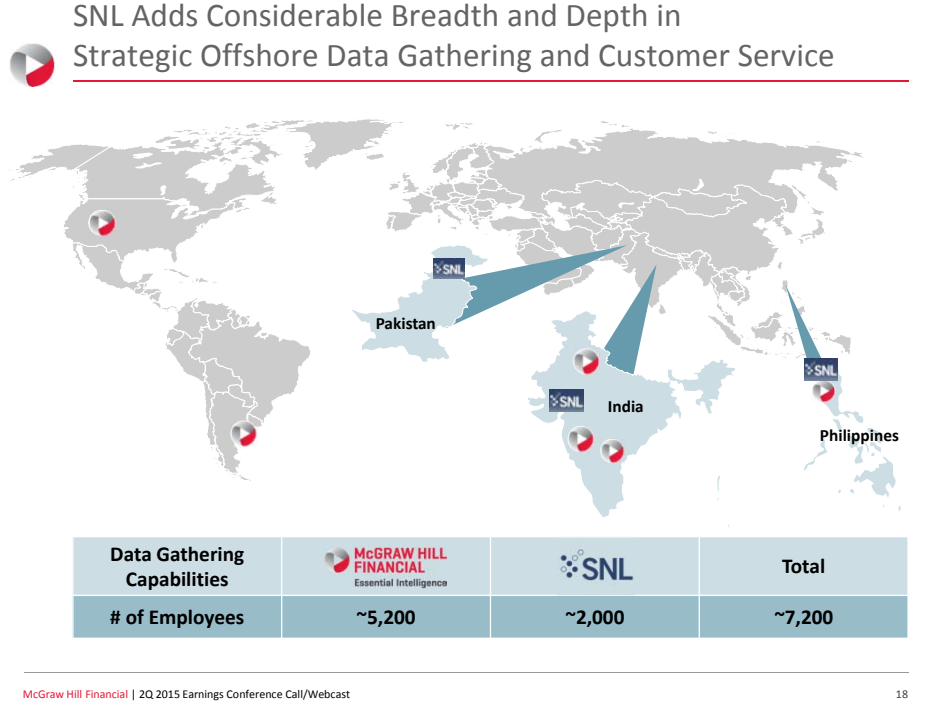 SNL Adds Considerable Breadth and Depth in
Strategic Offshore Data Gathering and Customer Service
SNL
Pakistan
SNL
India
SNL
Philippines
Data Gathering
Capabilities
McGRAW HILL
FINANCIAL
Essential Intelligence
SNL
Total
# of Employees
~5,200
~2,000
~7,200
McGraw Hill Financial | 2Q 2015 Earnings Conference Call/Webcast
18